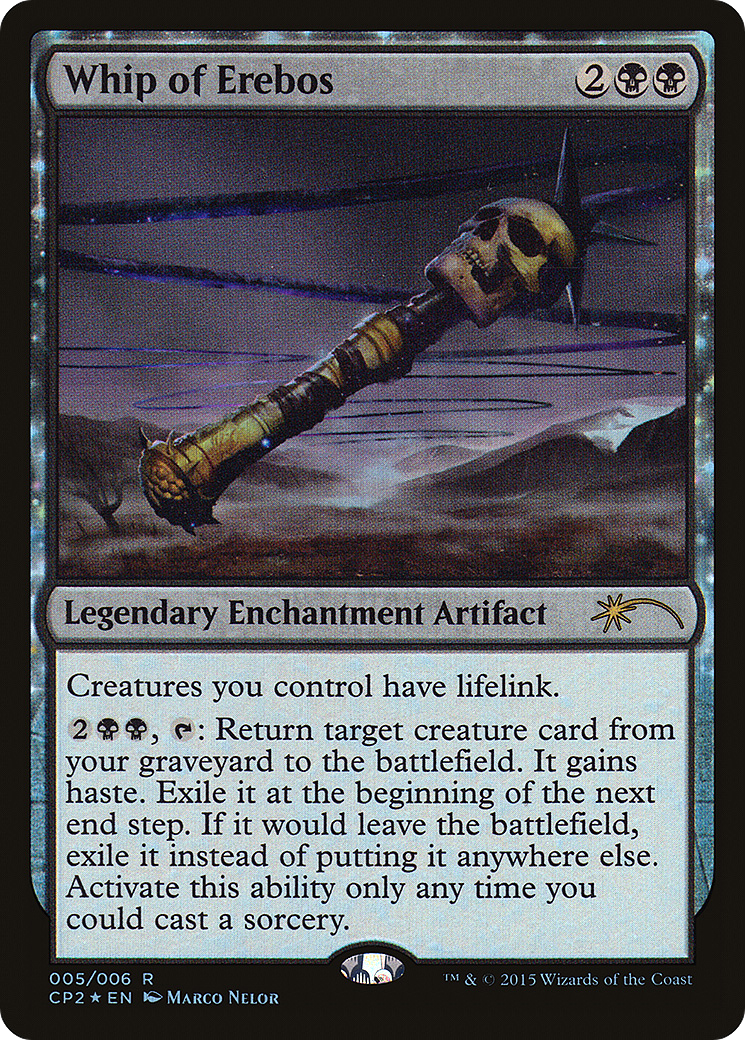 Whip of Erebos 2
Legendary Enchantment Artifact
Creatures you control have lifelink.
2, : Return target creature card from
your graveyard to the battlefield. It gains
haste. Exile it at the beginning of the next
end step. If it would leave the battlefield,
exile it instead of putting it anywhere else.
Activate this ability only any time you
could cast a sorcery.
005/006 R
CP2 ★ EN Marco Nelor
™ & © 2015 Wizards of the Coast